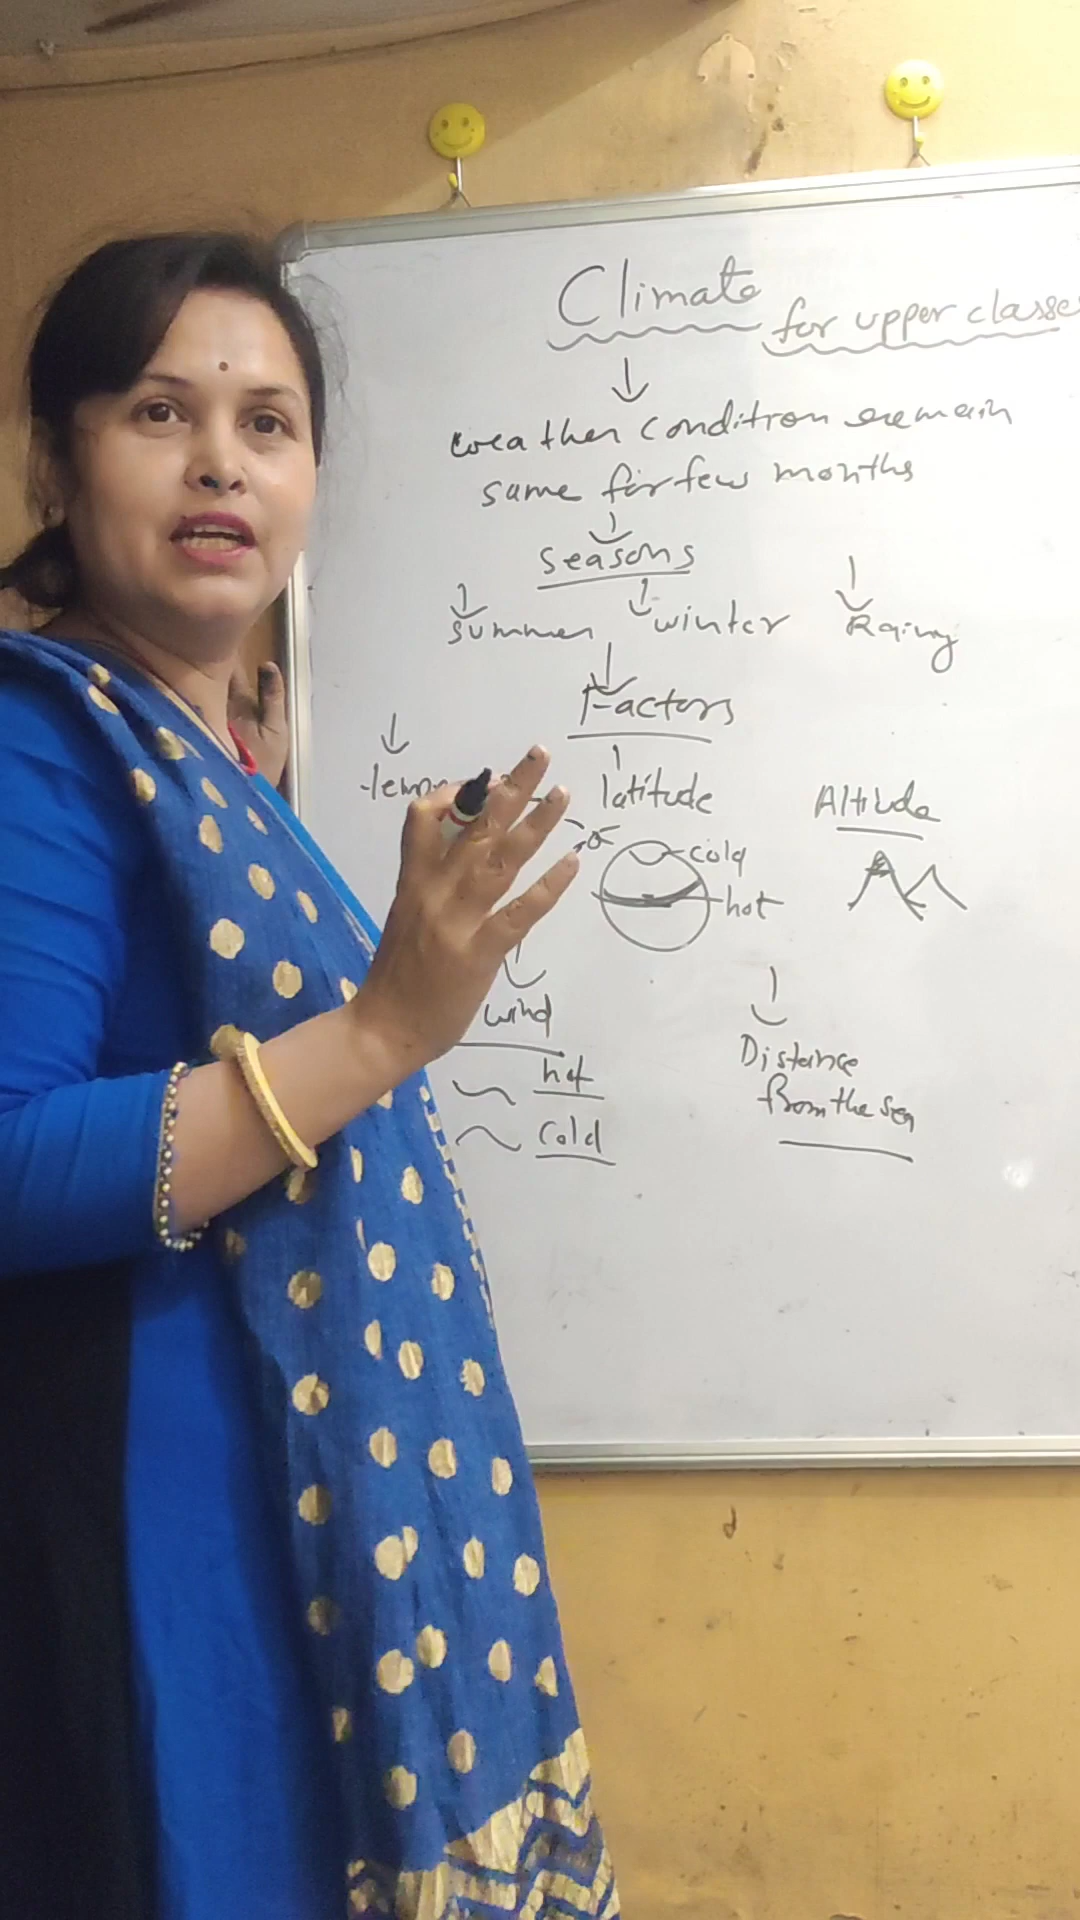 Climate for upper classes
weather condition remain
same for few months
seasons
summer winter Rainy
Factors
temp latitude Altitude
cold
hot
wind
Distance
from the sea
hot
cold